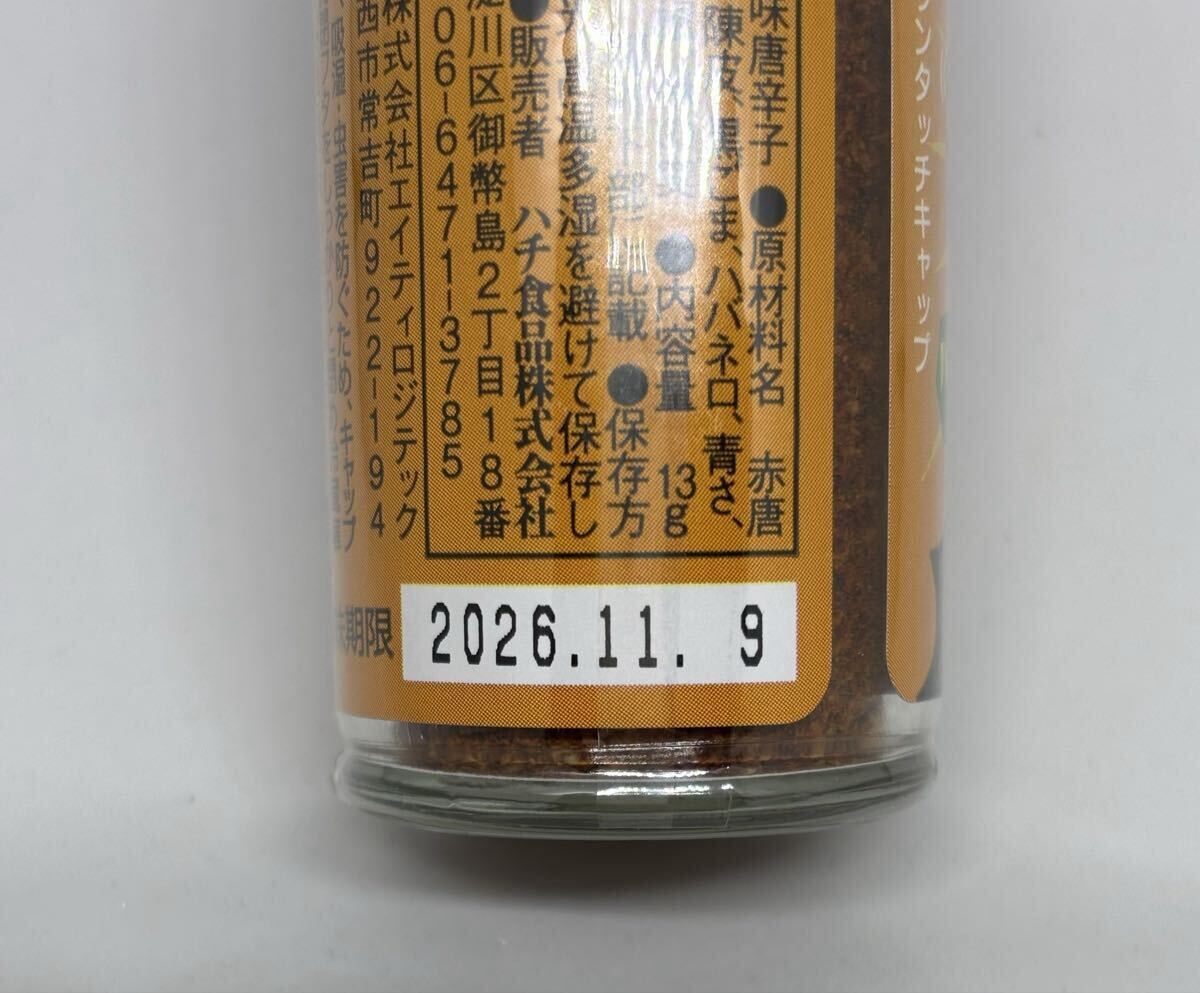 ンタッチキャップ
味唐辛子 ●原材料名 赤唐
陳皮、黒ごま、ハバネロ、青さ、
●内容量 13g
部に記載 ●保存方
温多湿を避けて保存し
●販売者 ハチ食品株式会社
淀川区御幣島2丁目18番
06-6471-3785
株式会社エイティロジテック
西市常吉町922-194
虫害を防ぐため、キャップ
期限
2026.11. 9